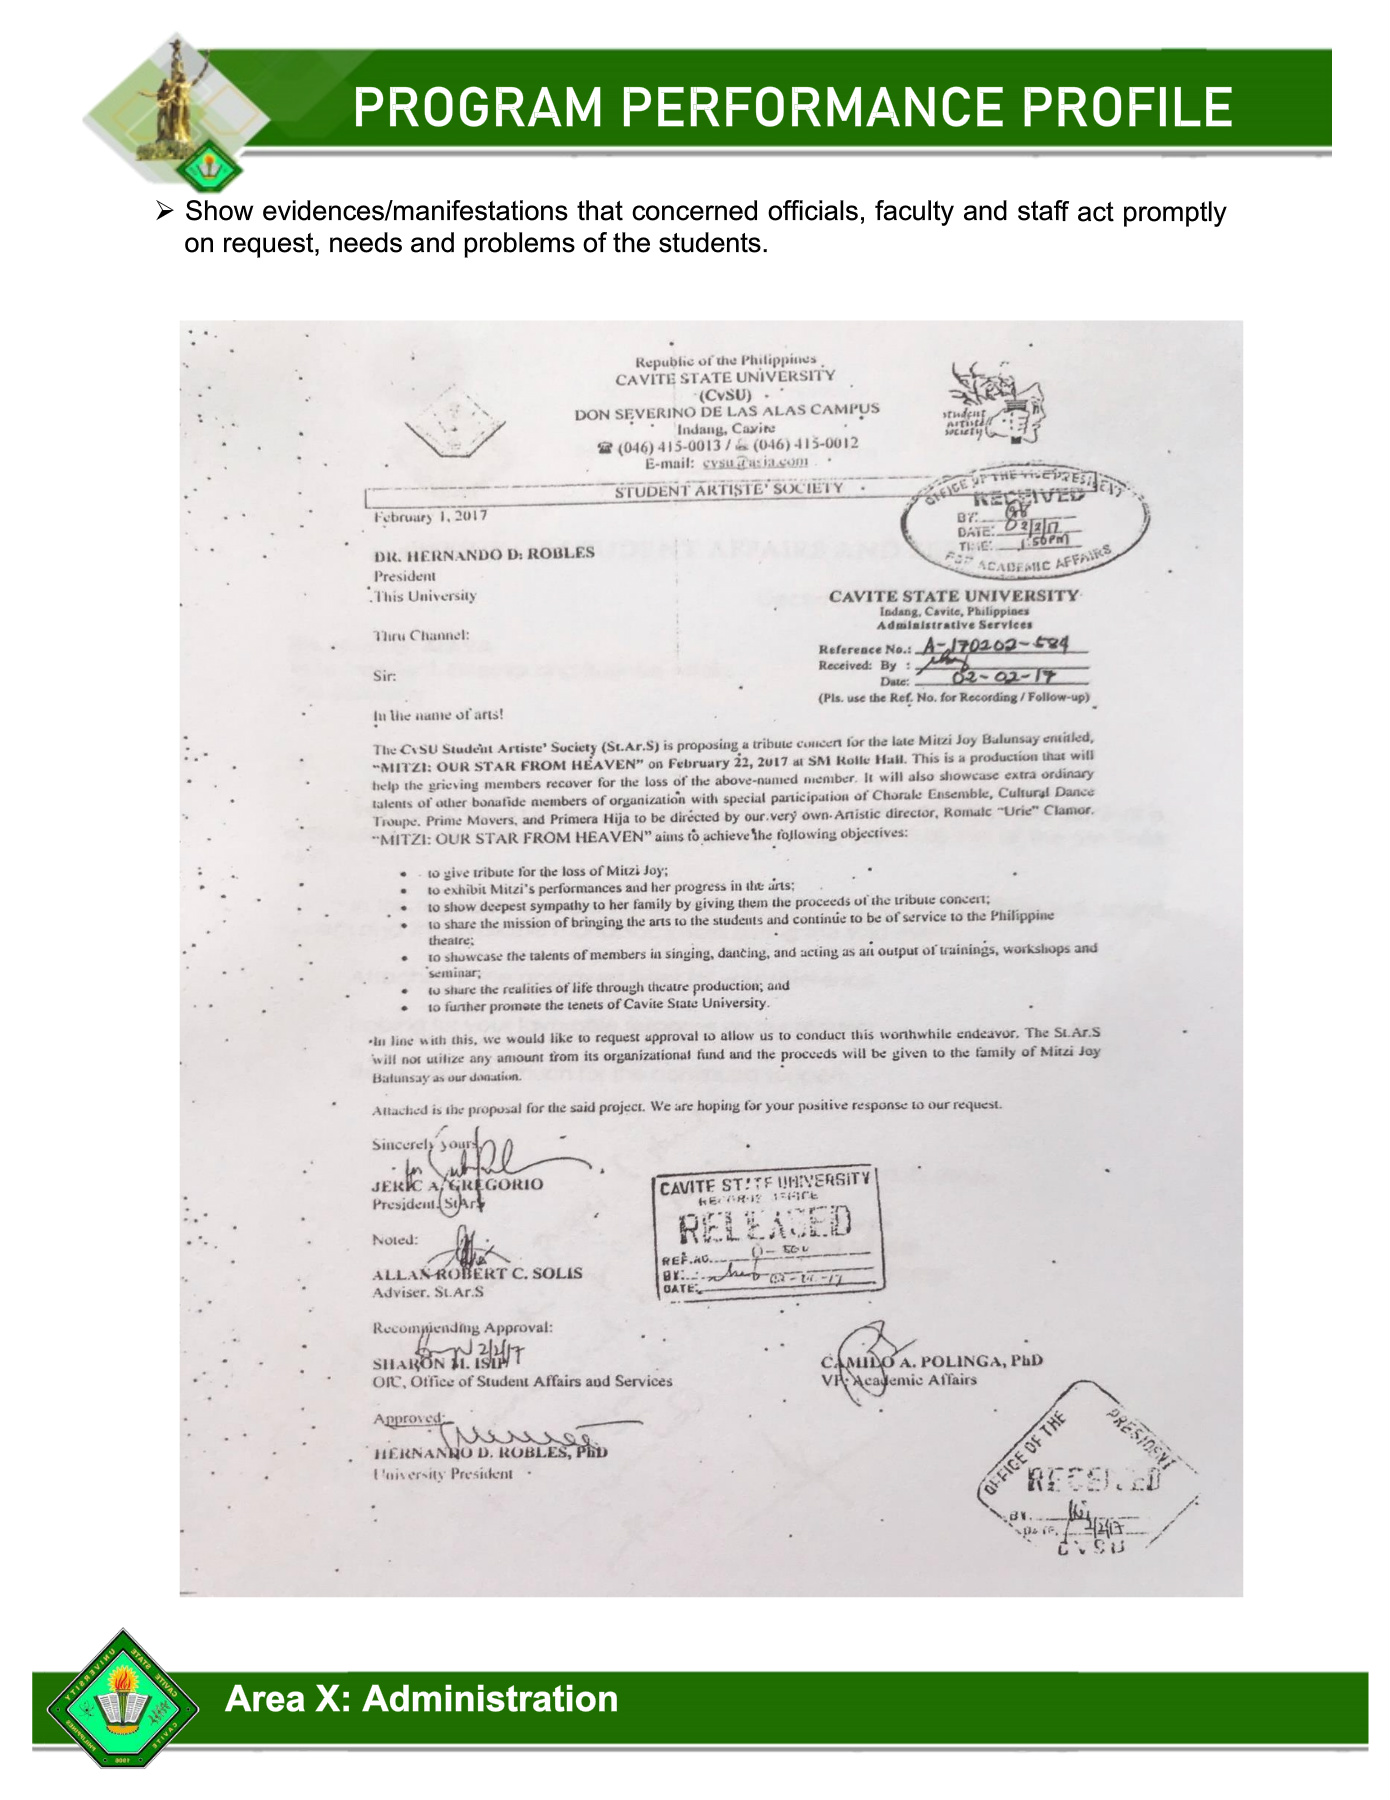 PROGRAM PERFORMANCE PROFILE
➢ Show evidences/manifestations that concerned officials, faculty and staff act promptly
on request, needs and problems of the students.
Republic of the Philippines
CAVITE STATE UNIVERSITY
(CvSU)
DON SEVERINO DE LAS ALAS CAMPUS
Indang, Cavite
☎ (046) 415-0013 / (046) 415-0012
E-mail: cvsu@asia.com
student
artists
society
STUDENT ARTISTE' SOCIETY
OFFICE OF THE VICE PRESIDENT
RECEIVED
BY:
DATE: 02/2/17
TIME: 1:50PM
FOR ACADEMIC AFFAIRS
February 1, 2017
DR. HERNANDO D. ROBLES
President
This University
CAVITE STATE UNIVERSITY
Indang, Cavite, Philippines
Administrative Services
Reference No.: A-170202-584
Received: By :
Date: 02-02-17
(Pls. use the Ref. No. for Recording / Follow-up)
Thru Channel:
Sir:
In the name of arts!
The CvSU Student Artiste' Society (St.Ar.S) is proposing a tribute concert for the late Mitzi Joy Balunsay entitled,
"MITZI: OUR STAR FROM HEAVEN" on February 22, 2017 at SM Rolle Hall. This is a production that will
help the grieving members recover for the loss of the above-named member. It will also showcase extra ordinary
talents of other bonafide members of organization with special participation of Chorale Ensemble, Cultural Dance
Troupe, Prime Movers, and Primera Hija to be directed by our very own Artistic director, Romale "Urie" Clamor.
"MITZI: OUR STAR FROM HEAVEN" aims to achieve the following objectives:
• to give tribute for the loss of Mitzi Joy;
• to exhibit Mitzi's performances and her progress in the arts;
• to show deepest sympathy to her family by giving them the proceeds of the tribute concert;
• to share the mission of bringing the arts to the students and continue to be of service to the Philippine
theatre;
• to showcase the talents of members in singing, dancing, and acting as an output of trainings, workshops and
seminar;
• to share the realities of life through theatre production; and
• to further promote the tenets of Cavite State University.
In line with this, we would like to request approval to allow us to conduct this worthwhile endeavor. The St.Ar.S
will not utilize any amount from its organizational fund and the proceeds will be given to the family of Mitzi Joy
Balunsay as our donation.
Attached is the proposal for the said project. We are hoping for your positive response to our request.
Sincerely yours
for
JERIC A. GREGORIO
President, St.Ar.S
CAVITE STATE UNIVERSITY
RECORDS OFFICE
RELEASED
REF. NO.
BY:
DATE:
Noted:
ALLAN ROBERT C. SOLIS
Adviser, St.Ar.S
Recommending Approval:
2/2/17
SHARON M. ISIP
OIC, Office of Student Affairs and Services
CAMILO A. POLINGA, PhD
VP, Academic Affairs
Approved:
HERNANDO D. ROBLES, PhD
University President
OFFICE OF THE PRESIDENT
RECEIVED
BY.
DATE. 2/2/17
CVSU
CAVITE STATE UNIVERSITY
CAVITE
PHILIPPINES
1906
Area X: Administration